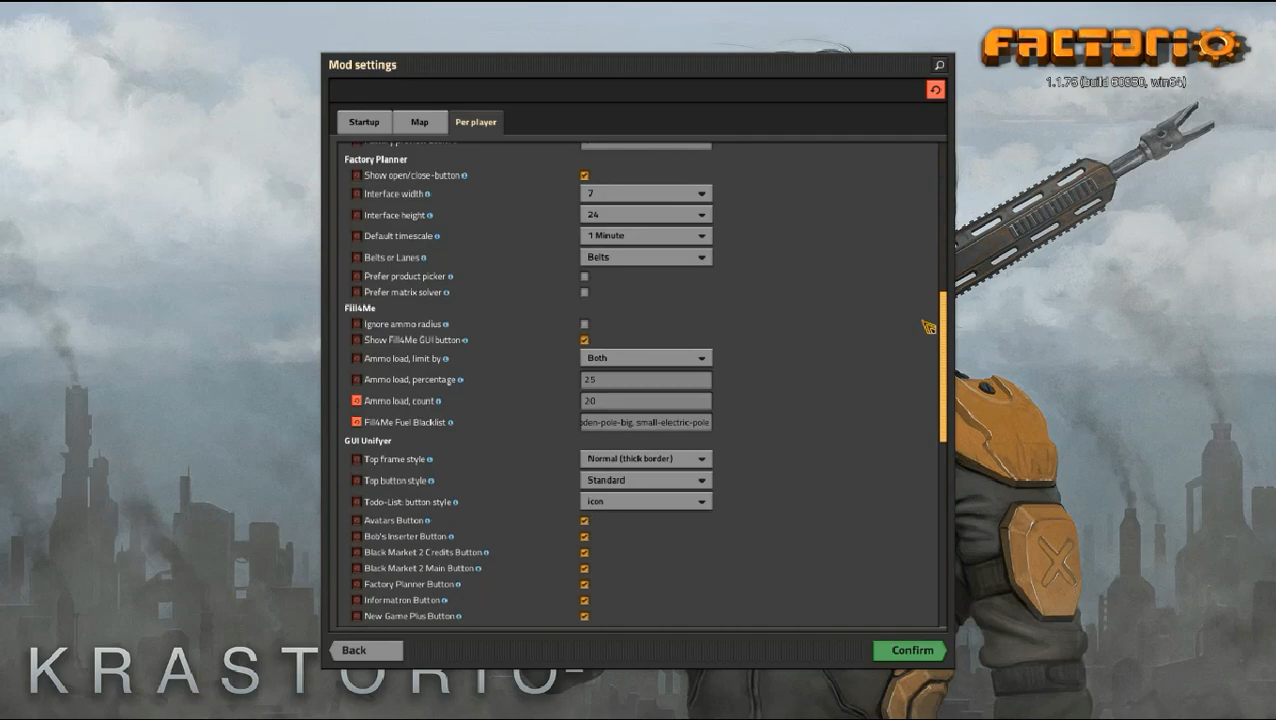 FACTORIO
1.1.76 (build 60350, win64)
Mod settings
Startup Map Per player
Factory Planner
Show open/close-button
Interface width 7
Interface height 24
Default timescale 1 Minute
Belts or Lanes Belts
Prefer product picker
Prefer matrix solver
Fill4Me
Ignore ammo radius
Show Fill4Me GUI button
Ammo load, limit by Both
Ammo load, percentage 25
Ammo load, count 20
Fill4Me Fuel Blacklist den-pole-big, small-electric-pole
GUI Unifyer
Top frame style Normal (thick border)
Top button style Standard
Todo-List: button style icon
Avatars Button
Bob's Inserter Button
Black Market 2 Credits Button
Black Market 2 Main Button
Factory Planner Button
Informatron Button
New Game Plus Button
Back Confirm
KRASTORIO